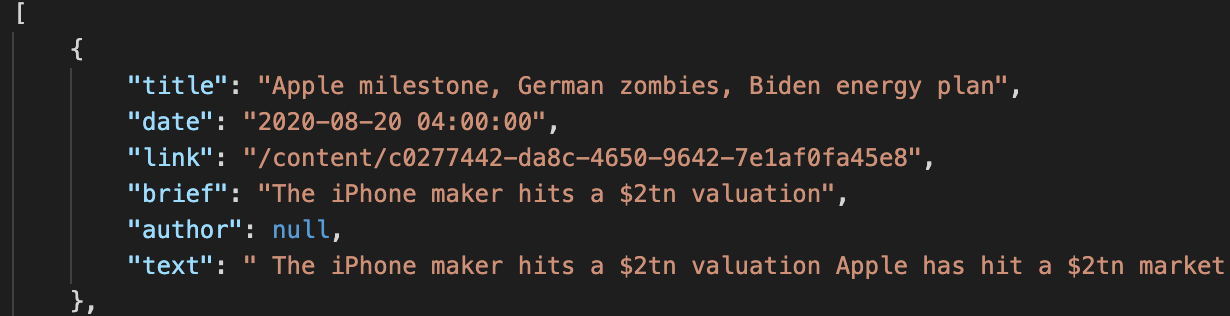 [
{
"title": "Apple milestone, German zombies, Biden energy plan",
"date": "2020-08-20 04:00:00",
"link": "/content/c0277442-da8c-4650-9642-7e1af0fa45e8",
"brief": "The iPhone maker hits a $2tn valuation",
"author": null,
"text": " The iPhone maker hits a $2tn valuation Apple has hit a $2tn market
},